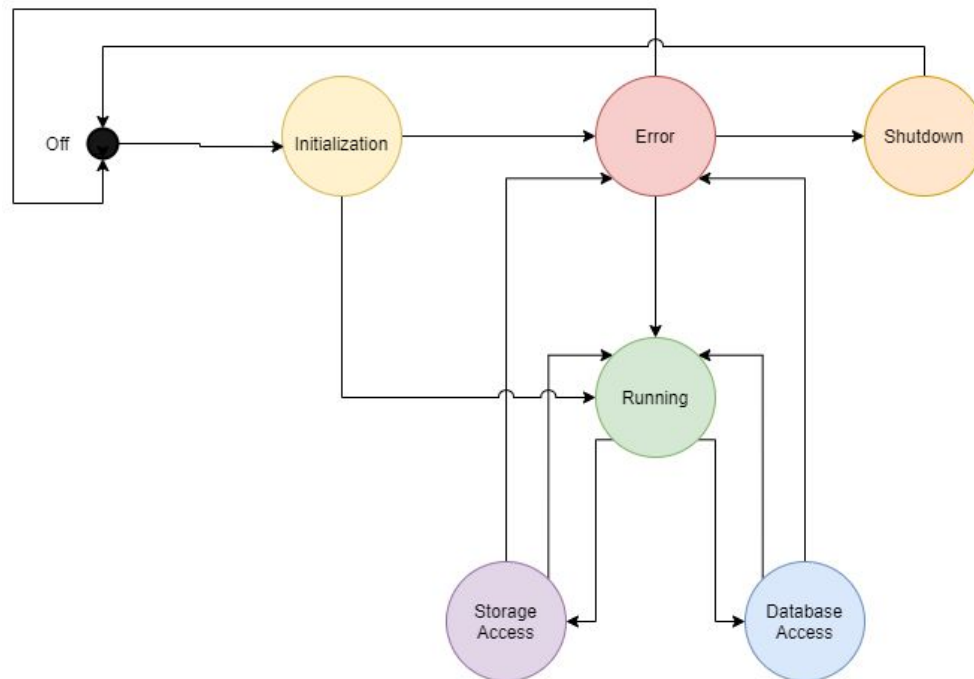 Off
Initialization
Error
Shutdown
Running
Storage
Access
Database
Access